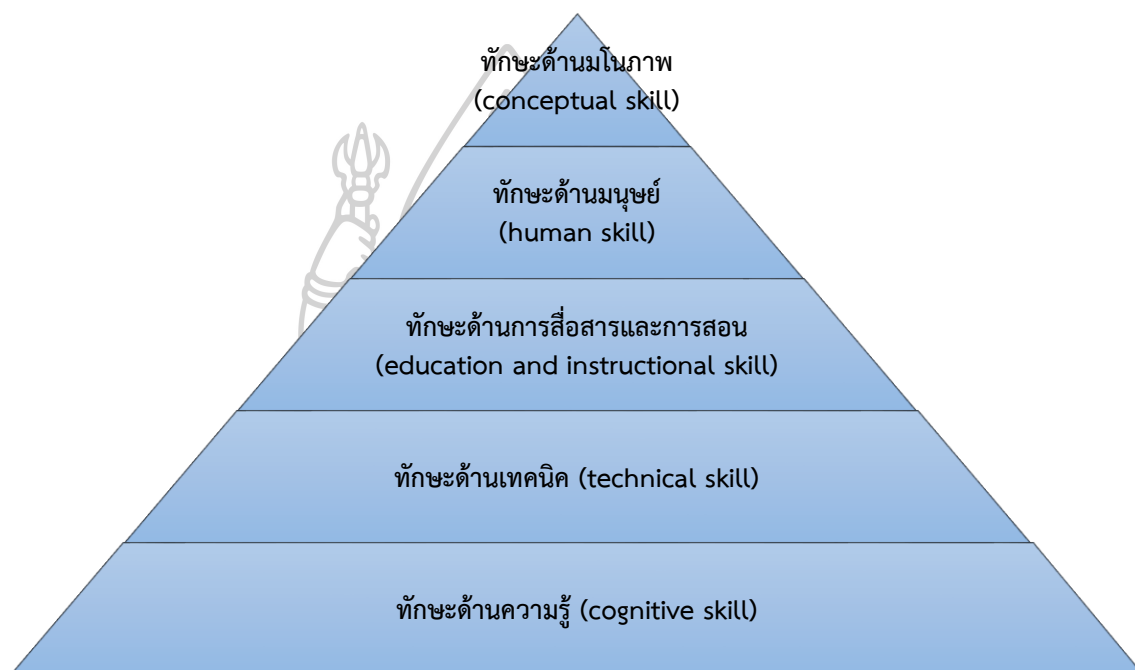 ทักษะด้านมโนภาพ
(conceptual skill)
ทักษะด้านมนุษย์
(human skill)
ทักษะด้านการสื่อสารและการสอน
(education and instructional skill)
ทักษะด้านเทคนิค (technical skill)
ทักษะด้านความรู้ (cognitive skill)